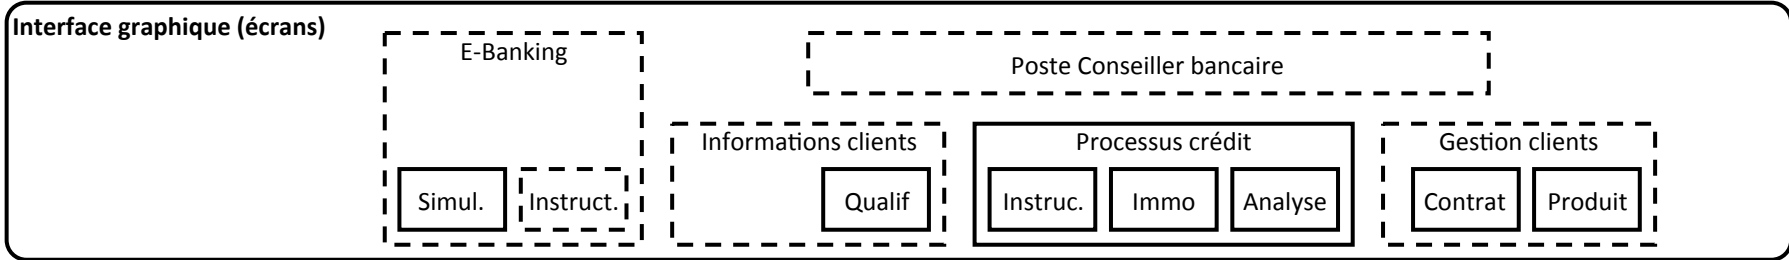 Interface graphique (écrans)
E-Banking
Poste Conseiller bancaire
Informations clients
Processus crédit
Gestion clients
Simul.
Instruct.
Qualif
Instruc.
Immo
Analyse
Contrat
Produit